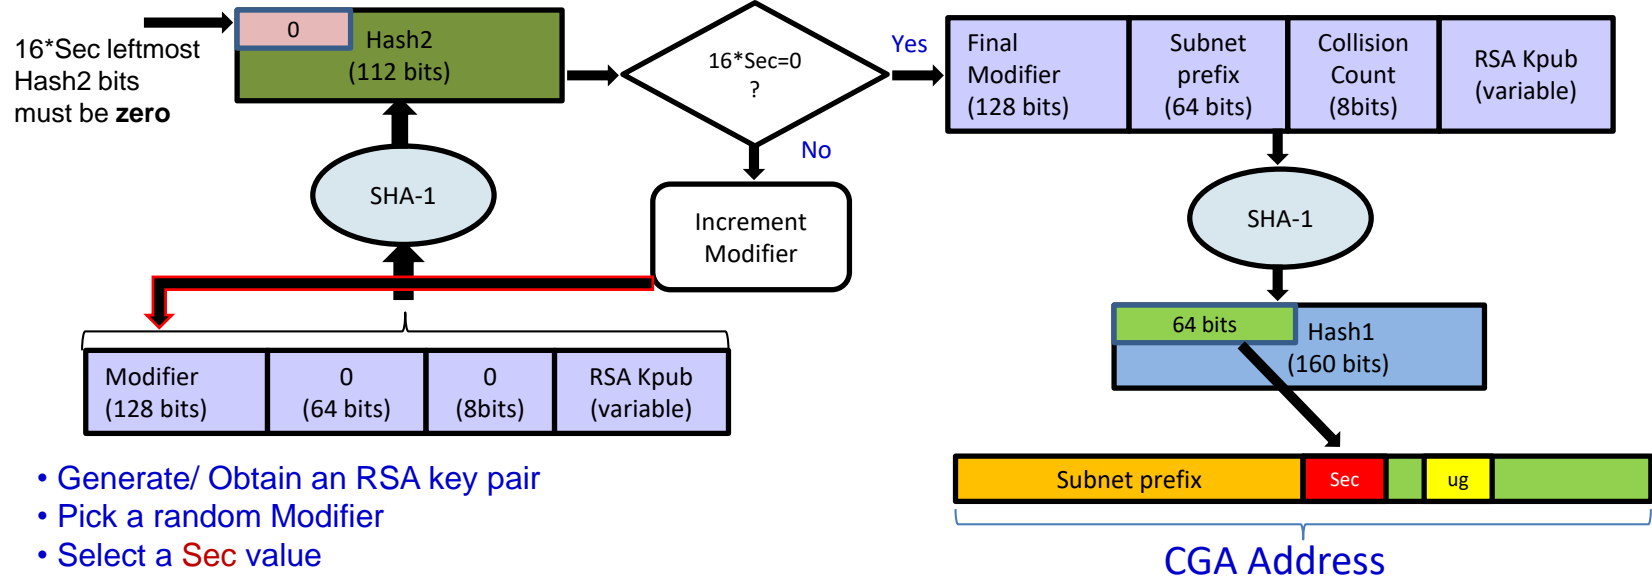 16*Sec leftmost
Hash2 bits
must be zero
0
Hash2
(112 bits)
SHA-1
16*Sec=0
?
Yes
No
Increment
Modifier
Modifier
(128 bits)
0
(64 bits)
0
(8bits)
RSA Kpub
(variable)
• Generate/ Obtain an RSA key pair
• Pick a random Modifier
• Select a Sec value
Final
Modifier
(128 bits)
Subnet
prefix
(64 bits)
Collision
Count
(8bits)
RSA Kpub
(variable)
SHA-1
64 bits
Hash1
(160 bits)
Subnet prefix
Sec
ug
CGA Address